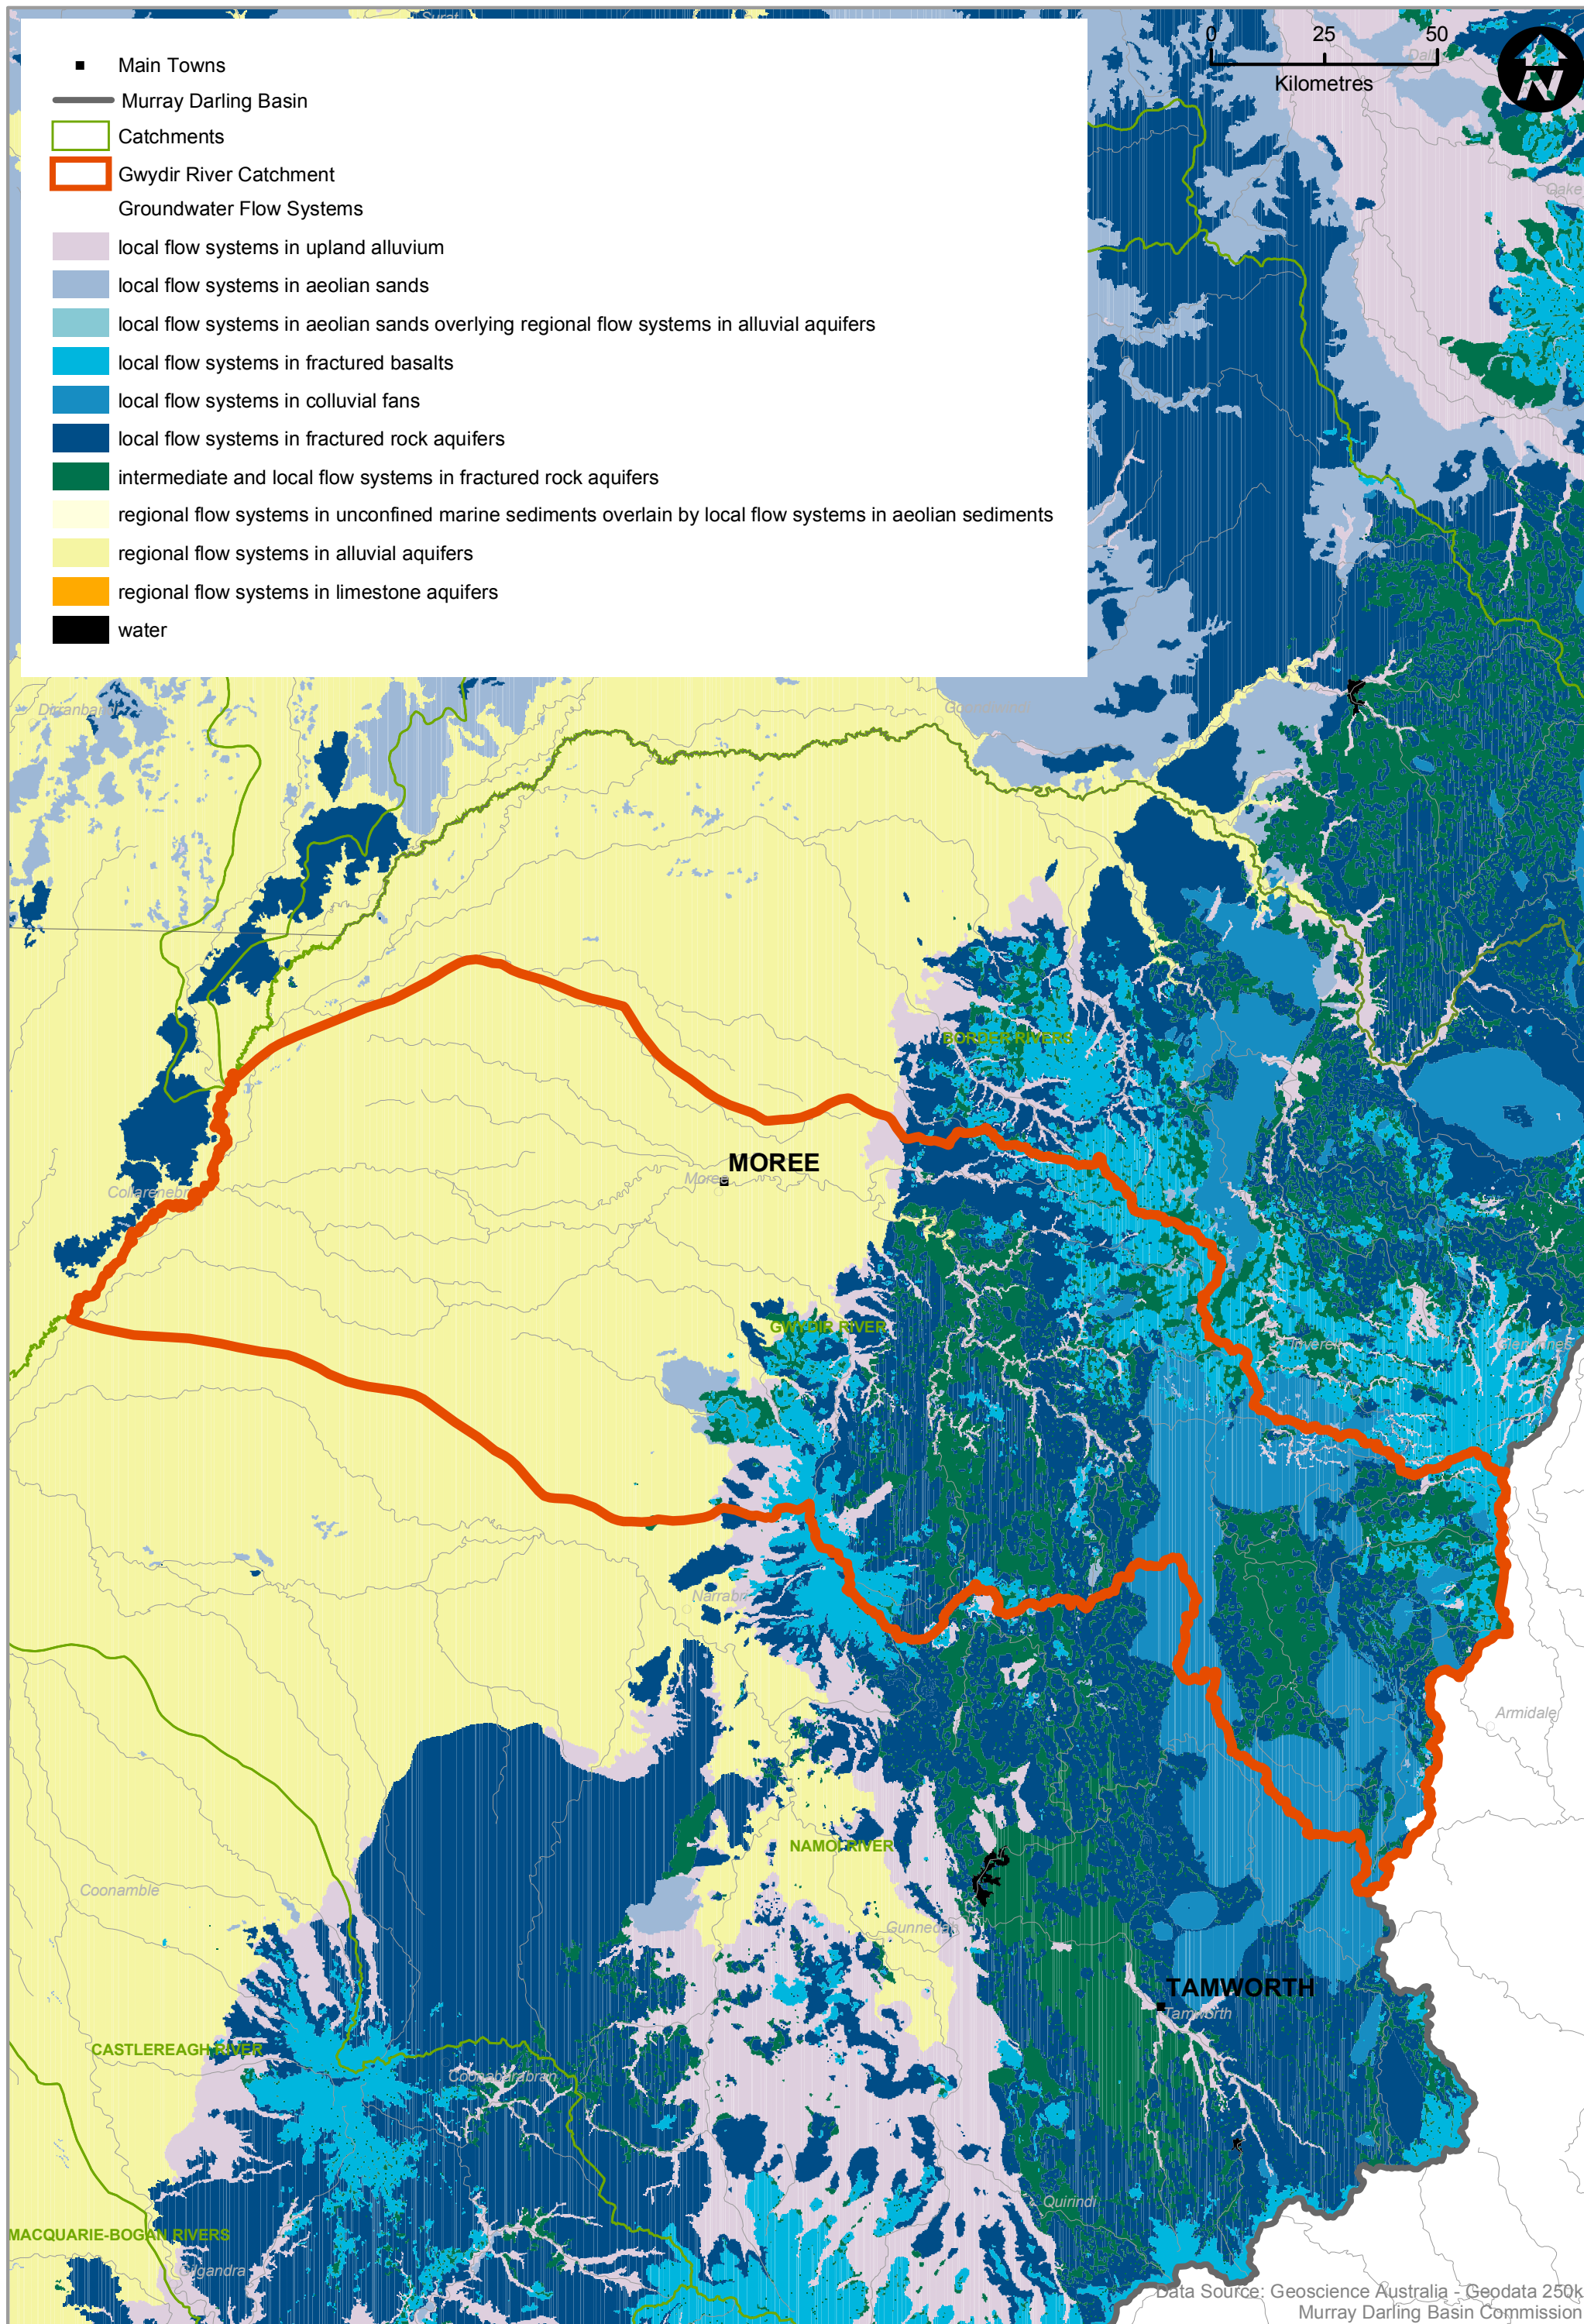 Surat
Main Towns
Murray Darling Basin
Catchments
Gwydir River Catchment
Groundwater Flow Systems
local flow systems in upland alluvium
local flow systems in aeolian sands
local flow systems in aeolian sands overlying regional flow systems in alluvial aquifers
local flow systems in fractured basalts
local flow systems in colluvial fans
local flow systems in fractured rock aquifers
intermediate and local flow systems in fractured rock aquifers
regional flow systems in unconfined marine sediments overlain by local flow systems in aeolian sediments
regional flow systems in alluvial aquifers
regional flow systems in limestone aquifers
water
0 25 50
Kilometres
N
Oake
BORDER RIVERS
MOREE
Moree
Collarenebri
GWYDIR RIVER
Inverell
Glen Innes
Narrabri
Armidale
NAMOI RIVER
Coonamble
Gunnedah
TAMWORTH
Tamworth
CASTLEREAGH RIVER
Coonabarabran
Quirindi
MACQUARIE-BOGAN RIVERS
Gilgandra
Data Source: Geoscience Australia - Geodata 250k
Murray Darling Basin Commission